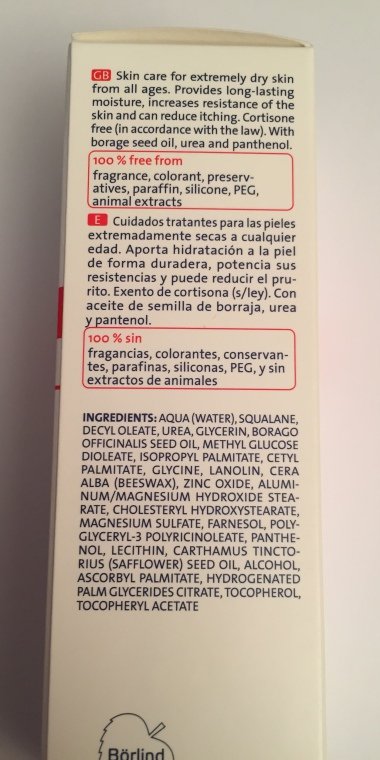 GB Skin care for extremely dry skin
from all ages. Provides long-lasting
moisture, increases resistance of the
skin and can reduce itching. Cortisone
free (in accordance with the law). With
borage seed oil, urea and panthenol.
100 % free from
fragrance, colorant, preserv-
atives, paraffin, silicone, PEG,
animal extracts
E Cuidados tratantes para las pieles
extremadamente secas a cualquier
edad. Aporta hidratación a la piel
de forma duradera, potencia sus
resistencias y puede reducir el pru-
rito. Exento de cortisona (s/ley). Con
aceite de semilla de borraja, urea
y pantenol.
100 % sin
fragancias, colorantes, conservan-
tes, parafinas, siliconas, PEG, y sin
extractos de animales
INGREDIENTS: AQUA (WATER), SQUALANE,
DECYL OLEATE, UREA, GLYCERIN, BORAGO
OFFICINALIS SEED OIL, METHYL GLUCOSE
DIOLEATE, ISOPROPYL PALMITATE, CETYL
PALMITATE, GLYCINE, LANOLIN, CERA
ALBA (BEESWAX), ZINC OXIDE, ALUMI-
NUM/MAGNESIUM HYDROXIDE STEA-
RATE, CHOLESTERYL HYDROXYSTEARATE,
MAGNESIUM SULFATE, FARNESOL, POLY-
GLYCERYL-3 POLYRICINOLEATE, PANTHE-
NOL, LECITHIN, CARTHAMUS TINCTO-
RIUS (SAFFLOWER) SEED OIL, ALCOHOL,
ASCORBYL PALMITATE, HYDROGENATED
PALM GLYCERIDES CITRATE, TOCOPHEROL,
TOCOPHERYL ACETATE
Börlind